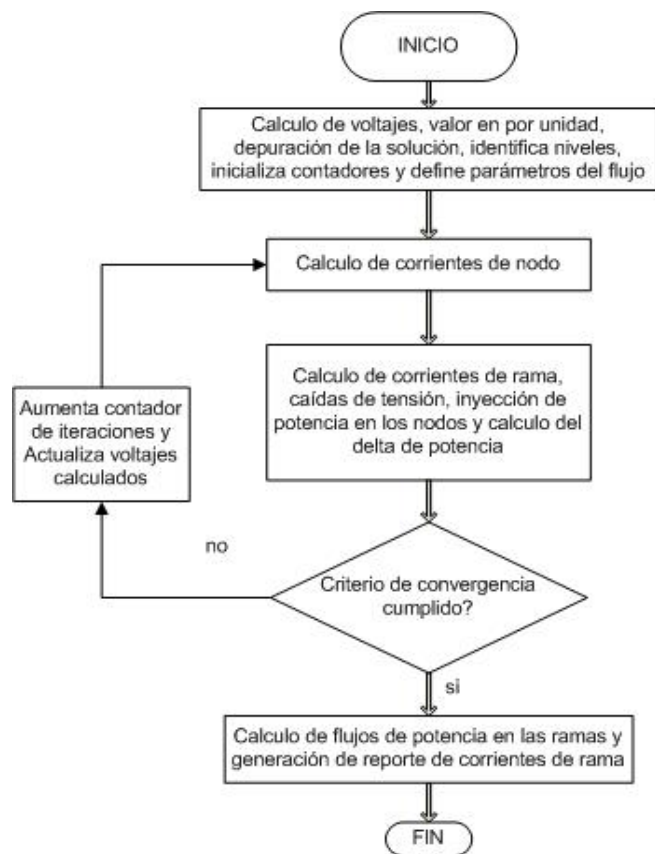 INICIO
Calculo de voltajes, valor en por unidad,
depuración de la solución, identifica niveles,
inicializa contadores y define parámetros del flujo
Calculo de corrientes de nodo
Calculo de corrientes de rama,
caídas de tensión, inyección de
potencia en los nodos y calculo del
delta de potencia
Aumenta contador
de iteraciones y
Actualiza voltajes
calculados
no
Criterio de convergencia
cumplido?
si
Calculo de flujos de potencia en las ramas y
generación de reporte de corrientes de rama
FIN